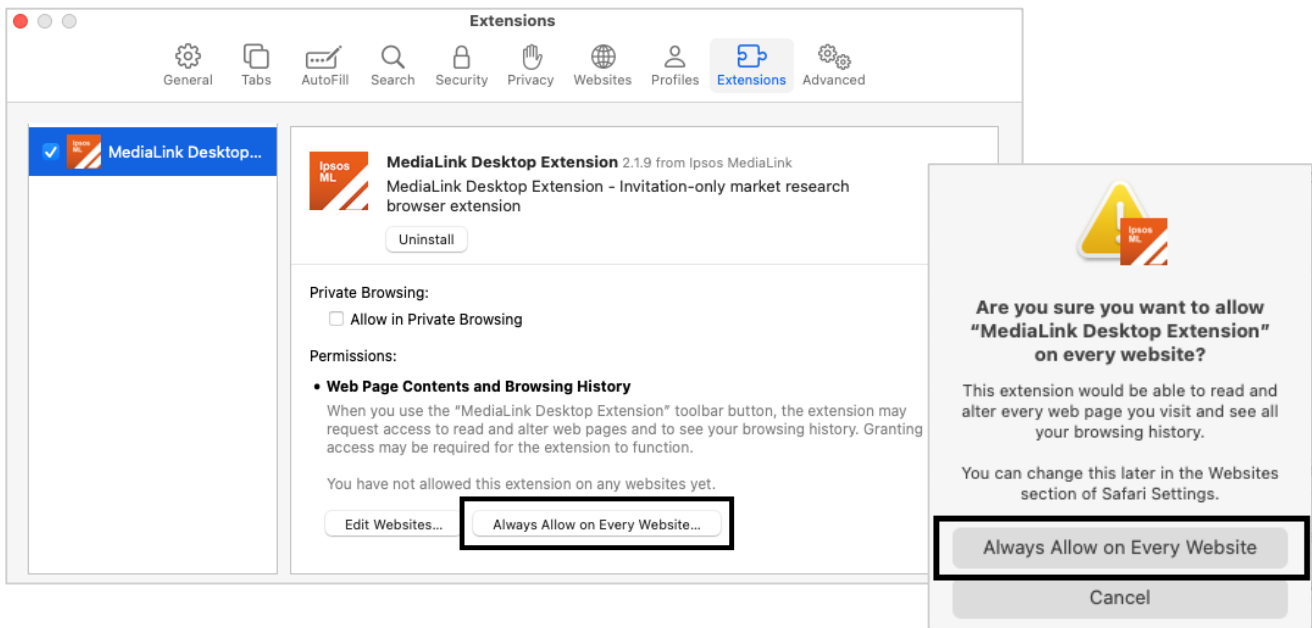 Extensions
General Tabs AutoFill Search Security Privacy Websites Profiles Extensions Advanced
Ipsos ML MediaLink Desktop...
Ipsos
ML
MediaLink Desktop Extension 2.1.9 from Ipsos MediaLink
MediaLink Desktop Extension - Invitation-only market research
browser extension
Uninstall
Private Browsing:
Allow in Private Browsing
Permissions:
• Web Page Contents and Browsing History
When you use the “MediaLink Desktop Extension” toolbar button, the extension may
request access to read and alter web pages and to see your browsing history. Granting
access may be required for the extension to function.
You have not allowed this extension on any websites yet.
Edit Websites... Always Allow on Every Website...
Ipsos
ML
Are you sure you want to allow
“MediaLink Desktop Extension”
on every website?
This extension would be able to read and
alter every web page you visit and see all
your browsing history.
You can change this later in the Websites
section of Safari Settings.
Always Allow on Every Website
Cancel